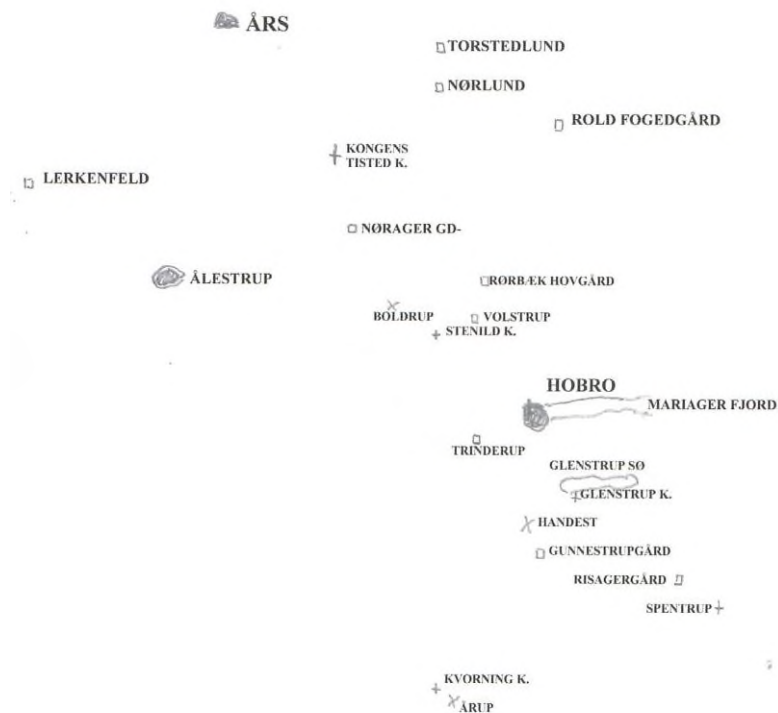 ÅRS
TORSTEDLUND
NØRLUND
ROLD FOGEDGÅRD
KONGENS
TISTED K.
LERKENFELD
NØRAGER GD-
ÅLESTRUP
RØRBÆK HOVGÅRD
BOLDRUP
VOLSTRUP
STENILD K.
HOBRO
MARIAGER FJORD
TRINDERUP
GLENSTRUP SØ
GLENSTRUP K.
HANDEST
GUNNESTRUPGÅRD
RISAGERGÅRD
SPENTRUP
KVORNING K.
ÅRUP